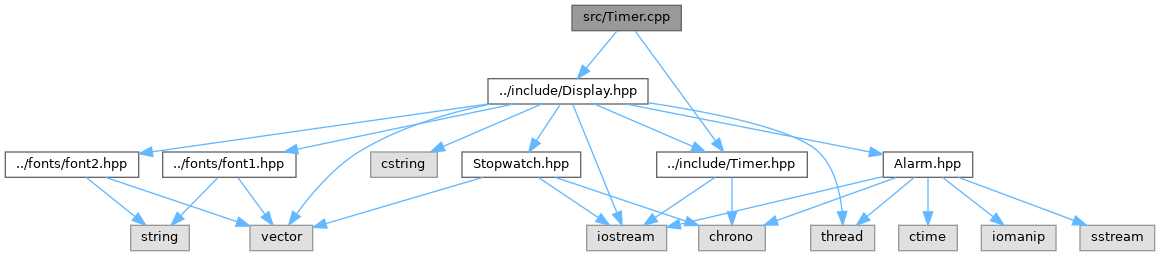 src/Timer.cpp
../include/Display.hpp
../fonts/font2.hpp
../fonts/font1.hpp
cstring
Stopwatch.hpp
../include/Timer.hpp
Alarm.hpp
string
vector
iostream
chrono
thread
ctime
iomanip
sstream